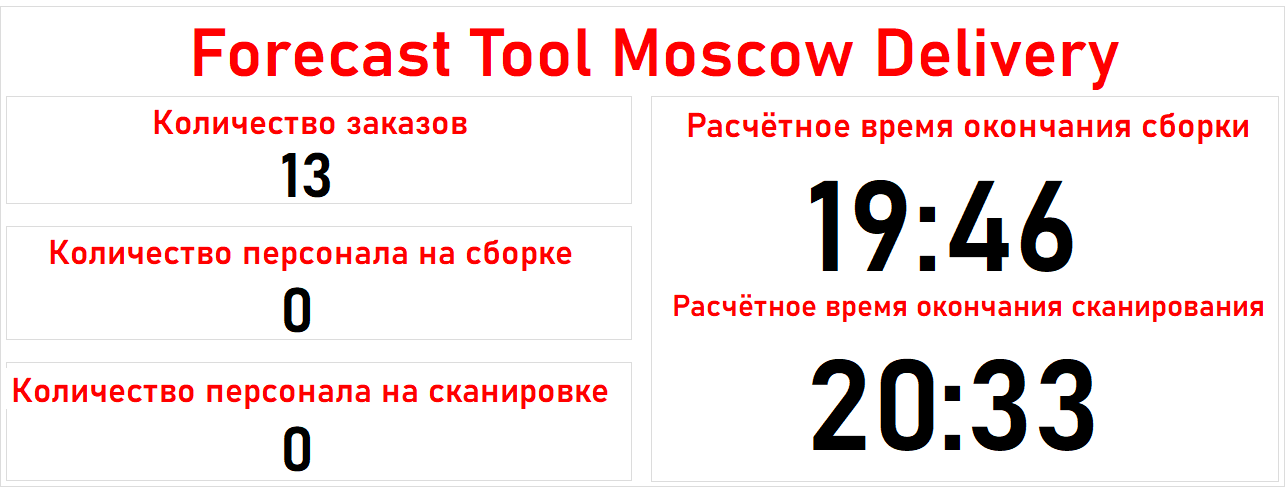 Forecast Tool Moscow Delivery
Количество заказов
13
Количество персонала на сборке
0
Количество персонала на сканировке
0
Расчётное время окончания сборки
19:46
Расчётное время окончания сканирования
20:33